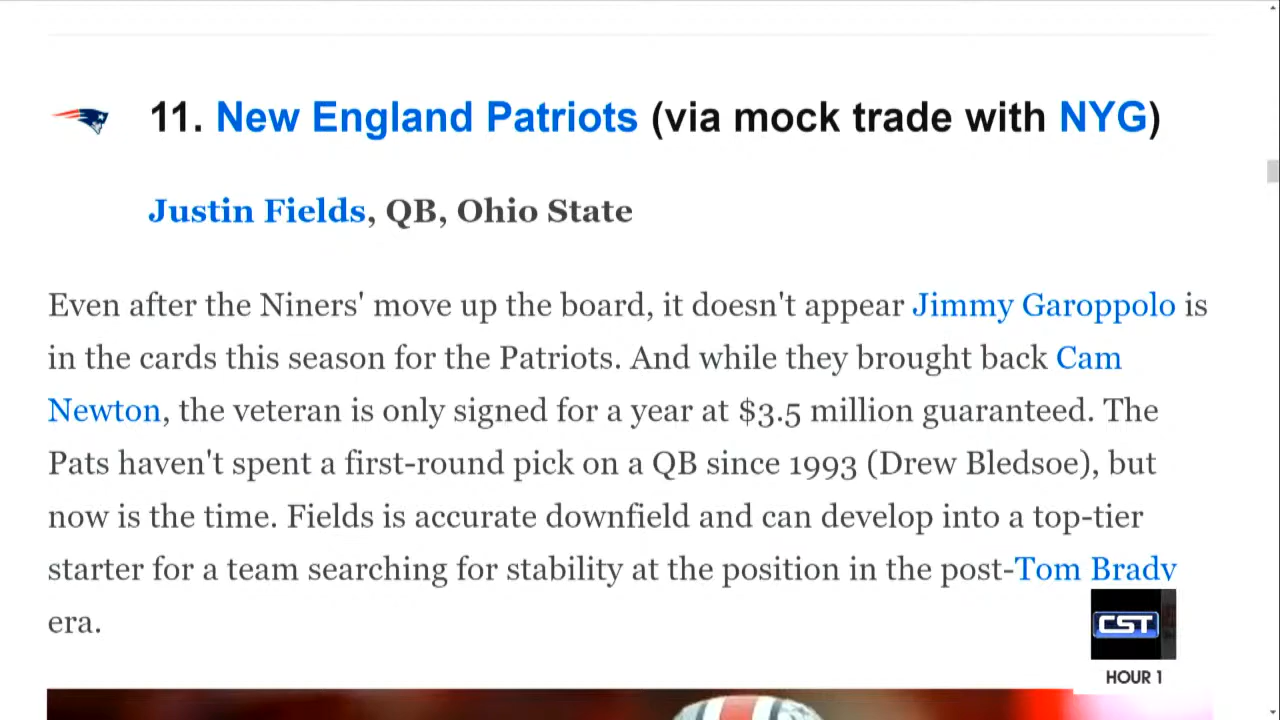 11. New England Patriots (via mock trade with NYG)
Justin Fields, QB, Ohio State
Even after the Niners' move up the board, it doesn't appear Jimmy Garoppolo is
in the cards this season for the Patriots. And while they brought back Cam
Newton, the veteran is only signed for a year at $3.5 million guaranteed. The
Pats haven't spent a first-round pick on a QB since 1993 (Drew Bledsoe), but
now is the time. Fields is accurate downfield and can develop into a top-tier
starter for a team searching for stability at the position in the post-Tom Brady
era.
CST
HOUR 1